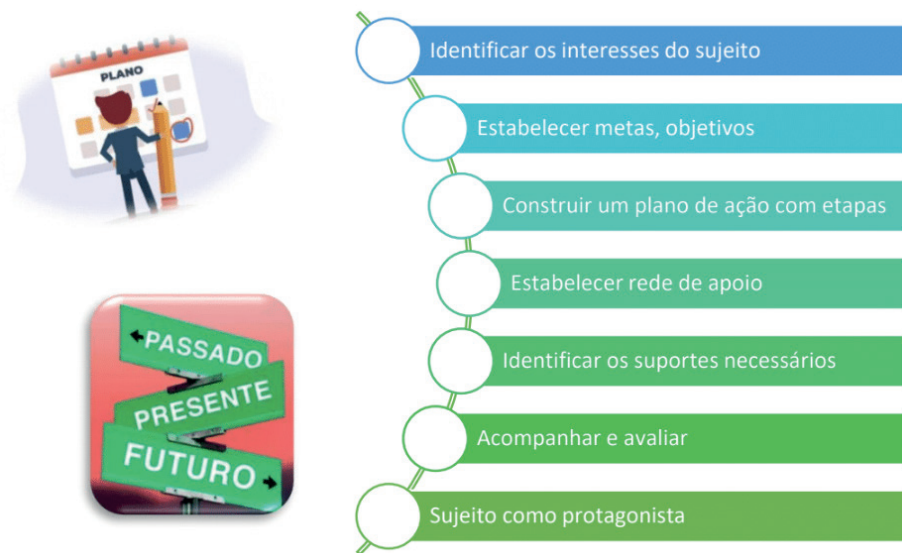 PLANO
Identificar os interesses do sujeito
Estabelecer metas, objetivos
Construir um plano de ação com etapas
Estabelecer rede de apoio
Identificar os suportes necessários
Acompanhar e avaliar
Sujeito como protagonista
PASSADO
PRESENTE
FUTURO